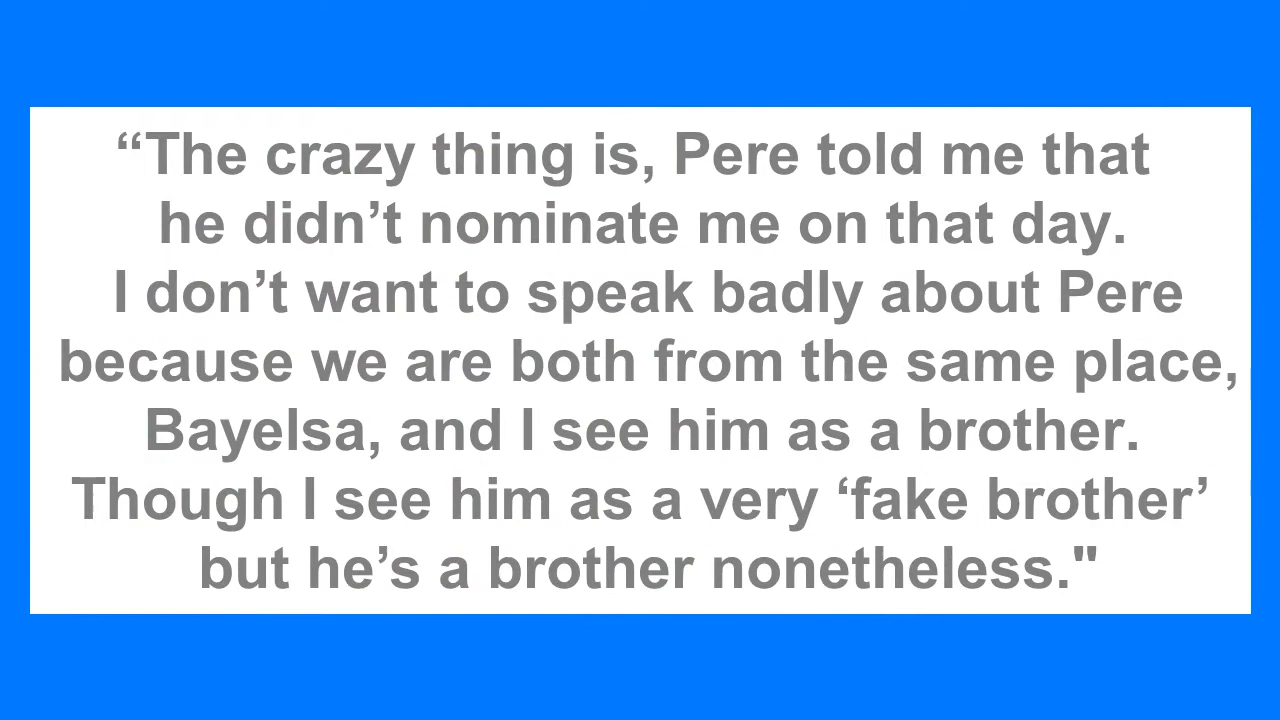 “The crazy thing is, Pere told me that
he didn’t nominate me on that day.
I don’t want to speak badly about Pere
because we are both from the same place,
Bayelsa, and I see him as a brother.
Though I see him as a very ‘fake brother’
but he’s a brother nonetheless."